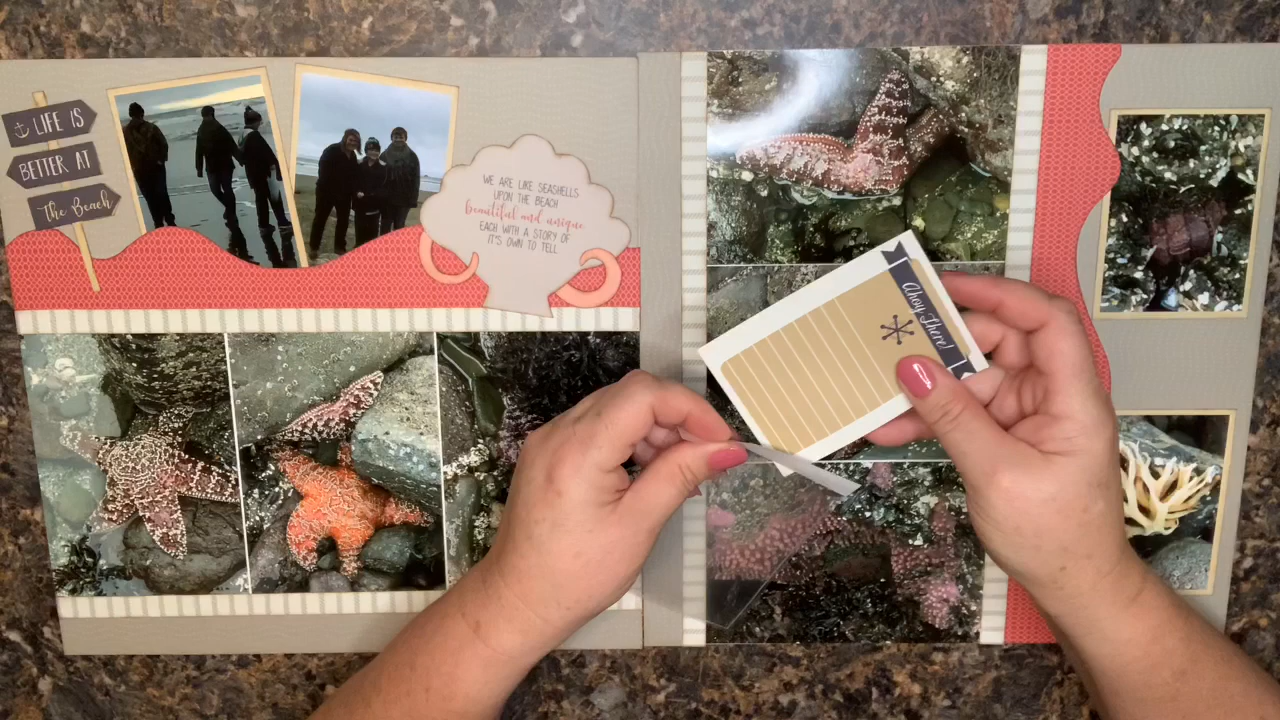 LIFE IS
BETTER AT
the Beach
WE ARE LIKE SEASHELLS
UPON THE BEACH
beautiful and unique
EACH WITH A STORY OF
IT'S OWN TO TELL
Ahoy There!